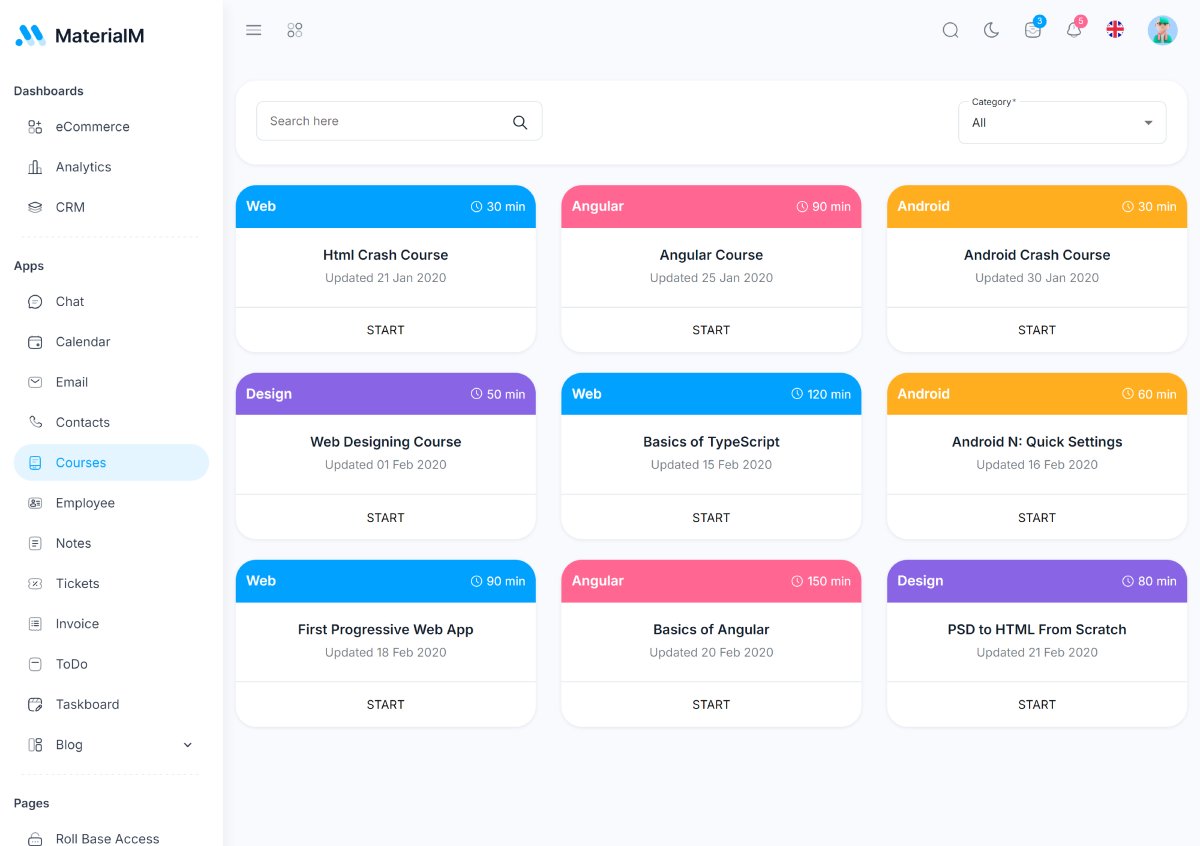 MaterialM
3
5
Dashboards
eCommerce
Analytics
CRM
Apps
Chat
Calendar
Email
Contacts
Courses
Employee
Notes
Tickets
Invoice
ToDo
Taskboard
Blog
Pages
Roll Base Access
Search here
Category*
All
Web 30 min
Html Crash Course
Updated 21 Jan 2020
START
Angular 90 min
Angular Course
Updated 25 Jan 2020
START
Android 30 min
Android Crash Course
Updated 30 Jan 2020
START
Design 50 min
Web Designing Course
Updated 01 Feb 2020
START
Web 120 min
Basics of TypeScript
Updated 15 Feb 2020
START
Android 60 min
Android N: Quick Settings
Updated 16 Feb 2020
START
Web 90 min
First Progressive Web App
Updated 18 Feb 2020
START
Angular 150 min
Basics of Angular
Updated 20 Feb 2020
START
Design 80 min
PSD to HTML From Scratch
Updated 21 Feb 2020
START